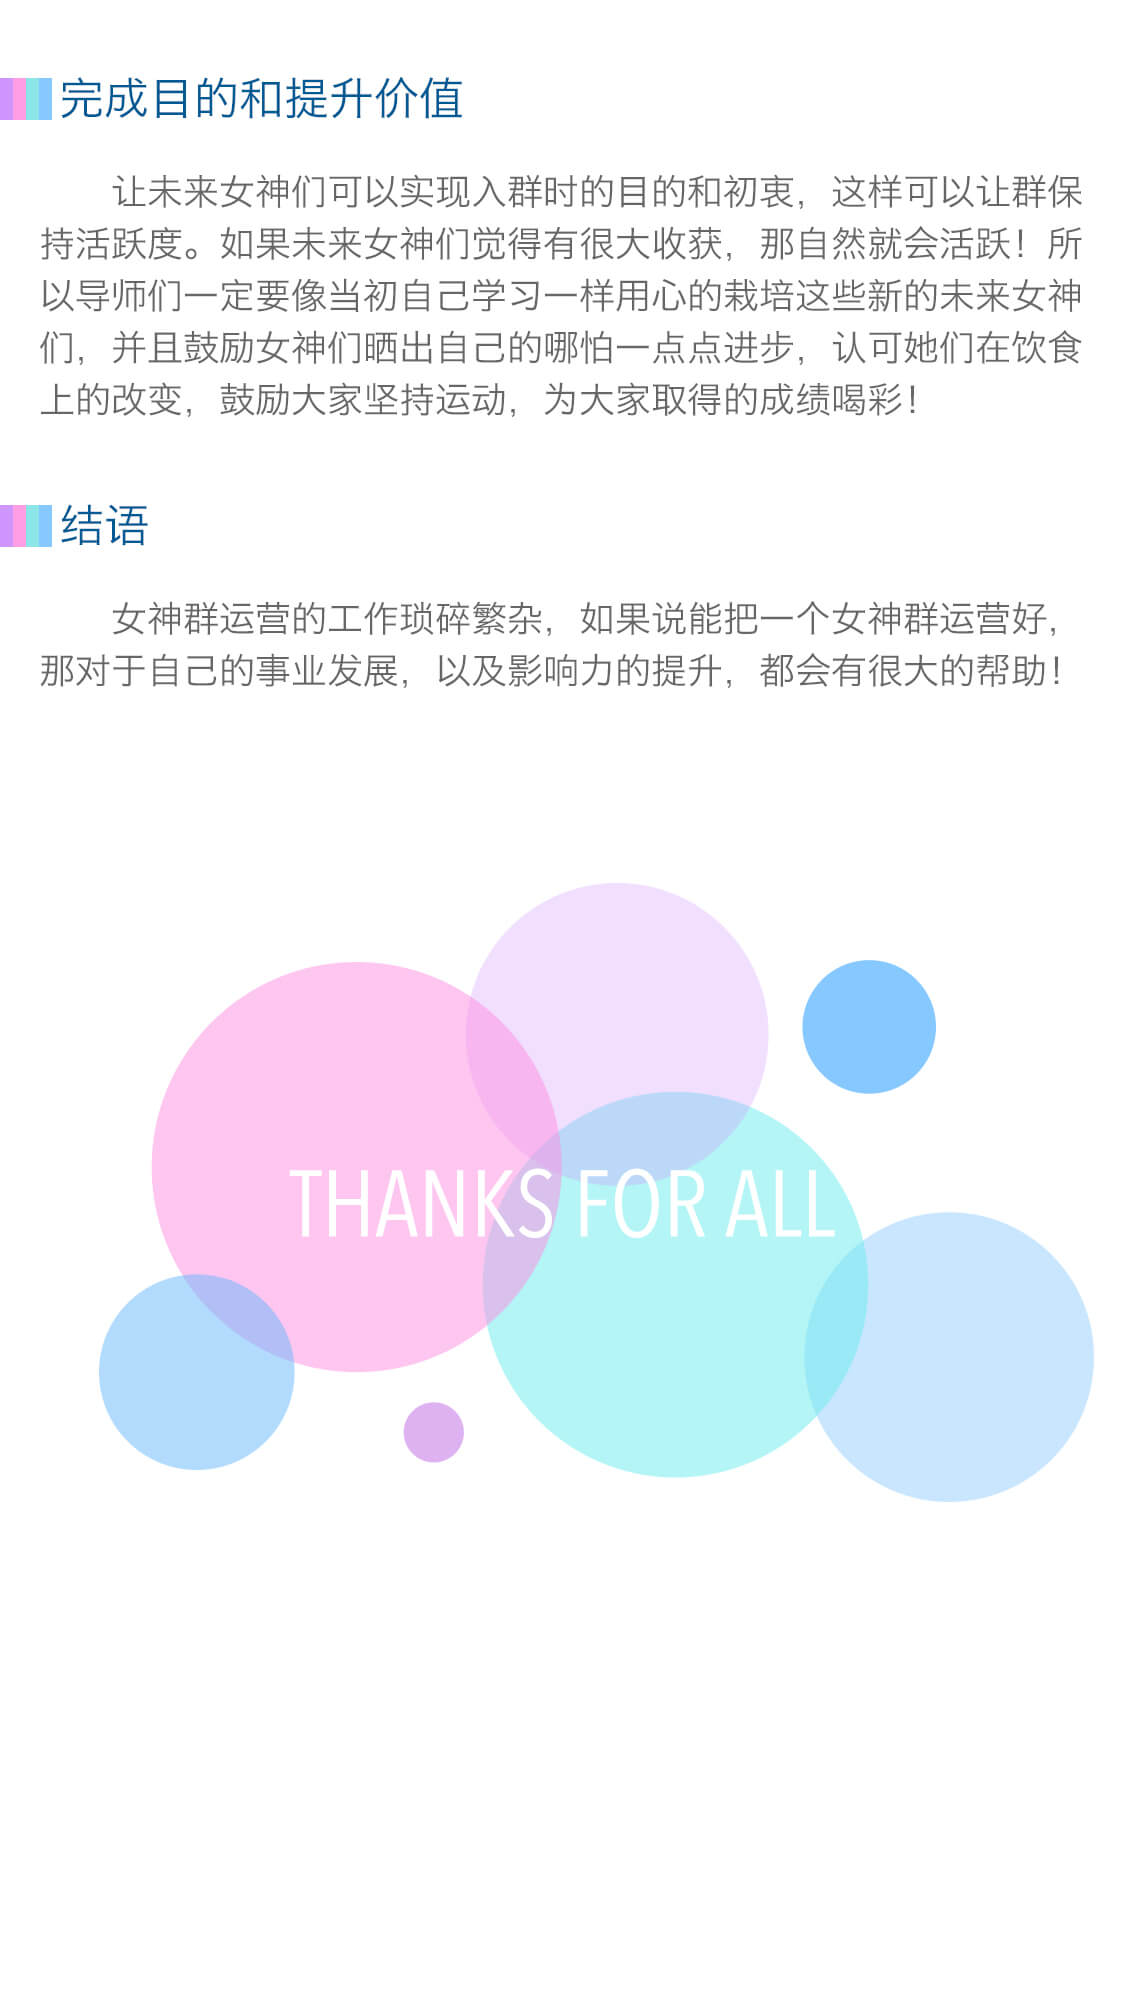 完成目的和提升价值
让未来女神们可以实现入群时的目的和初衷，这样可以让群保
持活跃度。如果未来女神们觉得有很大收获，那自然就会活跃！所
以导师们一定要像当初自己学习一样用心的栽培这些新的未来女神
们，并且鼓励女神们晒出自己的哪怕一点点进步，认可她们在饮食
上的改变，鼓励大家坚持运动，为大家取得的成绩喝彩！
结语
女神群运营的工作琐碎繁杂，如果说能把一个女神群运营好，
那对于自己的事业发展，以及影响力的提升，都会有很大的帮助！
THANKS FOR ALL